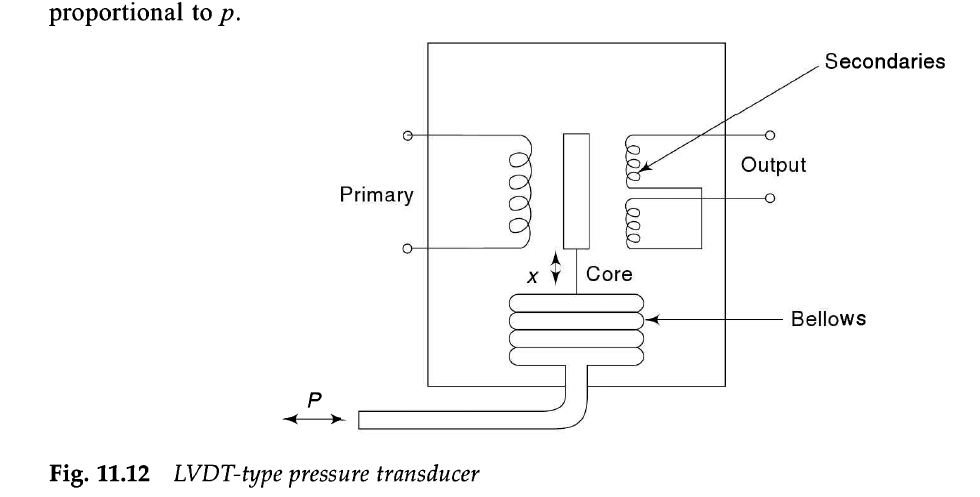 proportional to p.
Secondaries
Output
Primary
x
Core
Bellows
P
Fig. 11.12 LVDT-type pressure transducer